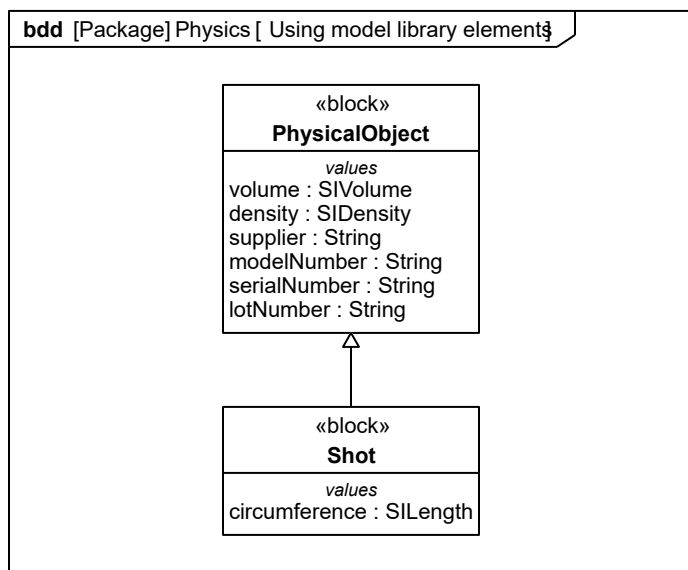 bdd [Package] Physics [ Using model library elements]
«block»
PhysicalObject
values
volume : SIVolume
density : SIDensity
supplier : String
modelNumber : String
serialNumber : String
lotNumber : String
«block»
Shot
values
circumference : SILength